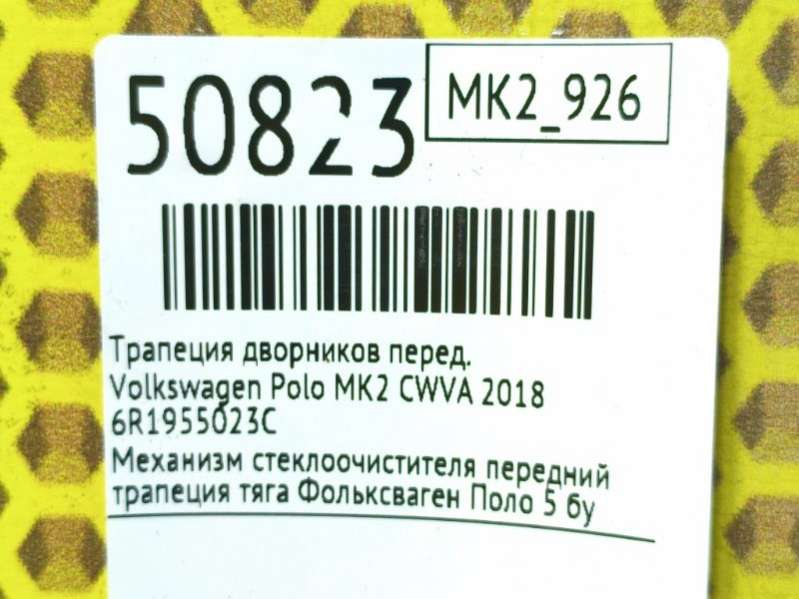 50823
MK2_926
Трапеция дворников перед.
Volkswagen Polo MK2 CWVA 2018
6R1955023C
Механизм стеклоочистителя передний
трапеция тяга Фольксваген Поло 5 бу